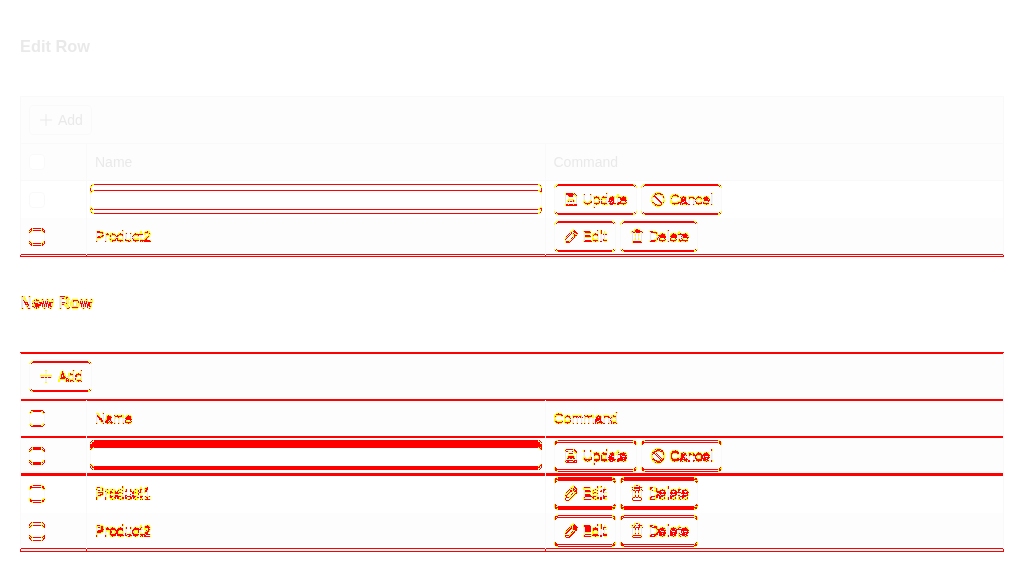 Edit Row
Add
Name Command
Update Cancel
Product2 Edit Delete
New Row
Add
Name Command
Update Cancel
Product1 Edit Delete
Product2 Edit Delete